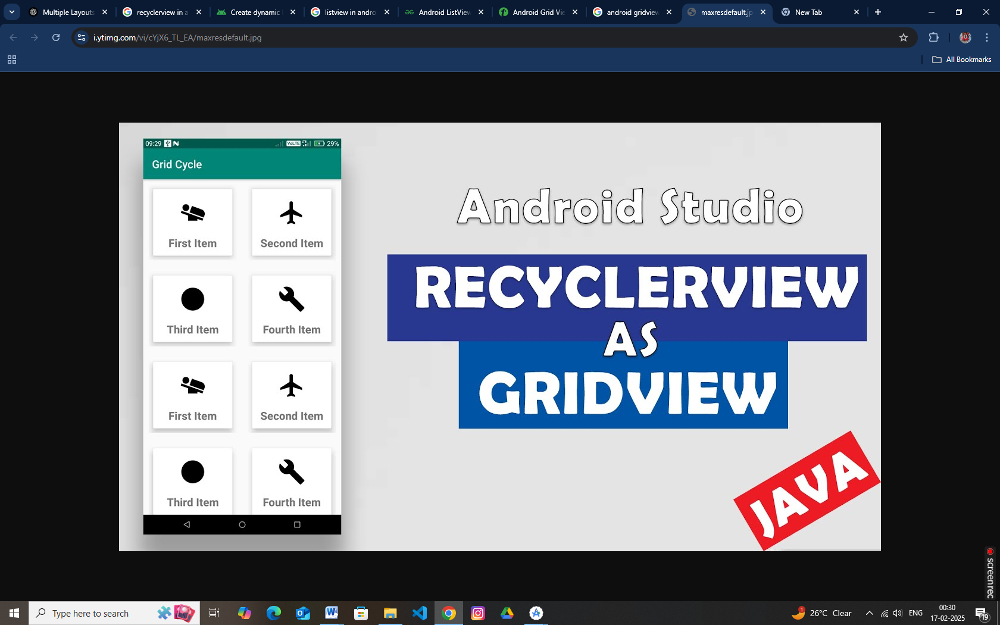 Multiple Layouts
recyclerview in a
Create dynamic
listview in andro
Android ListView
Android Grid Vie
android gridview
maxresdefault.jp
New Tab
i.ytimg.com/vi/cYjX6_TL_EA/maxresdefault.jpg
All Bookmarks
09:29
VoLTE
LTE
29%
Grid Cycle
First Item
Second Item
Third Item
Fourth Item
First Item
Second Item
Third Item
Fourth Item
Android Studio
RECYCLERVIEW
AS
GRIDVIEW
JAVA
screenrec
Type here to search
1
26°C Clear
ENG
00:30
17-02-2025
19